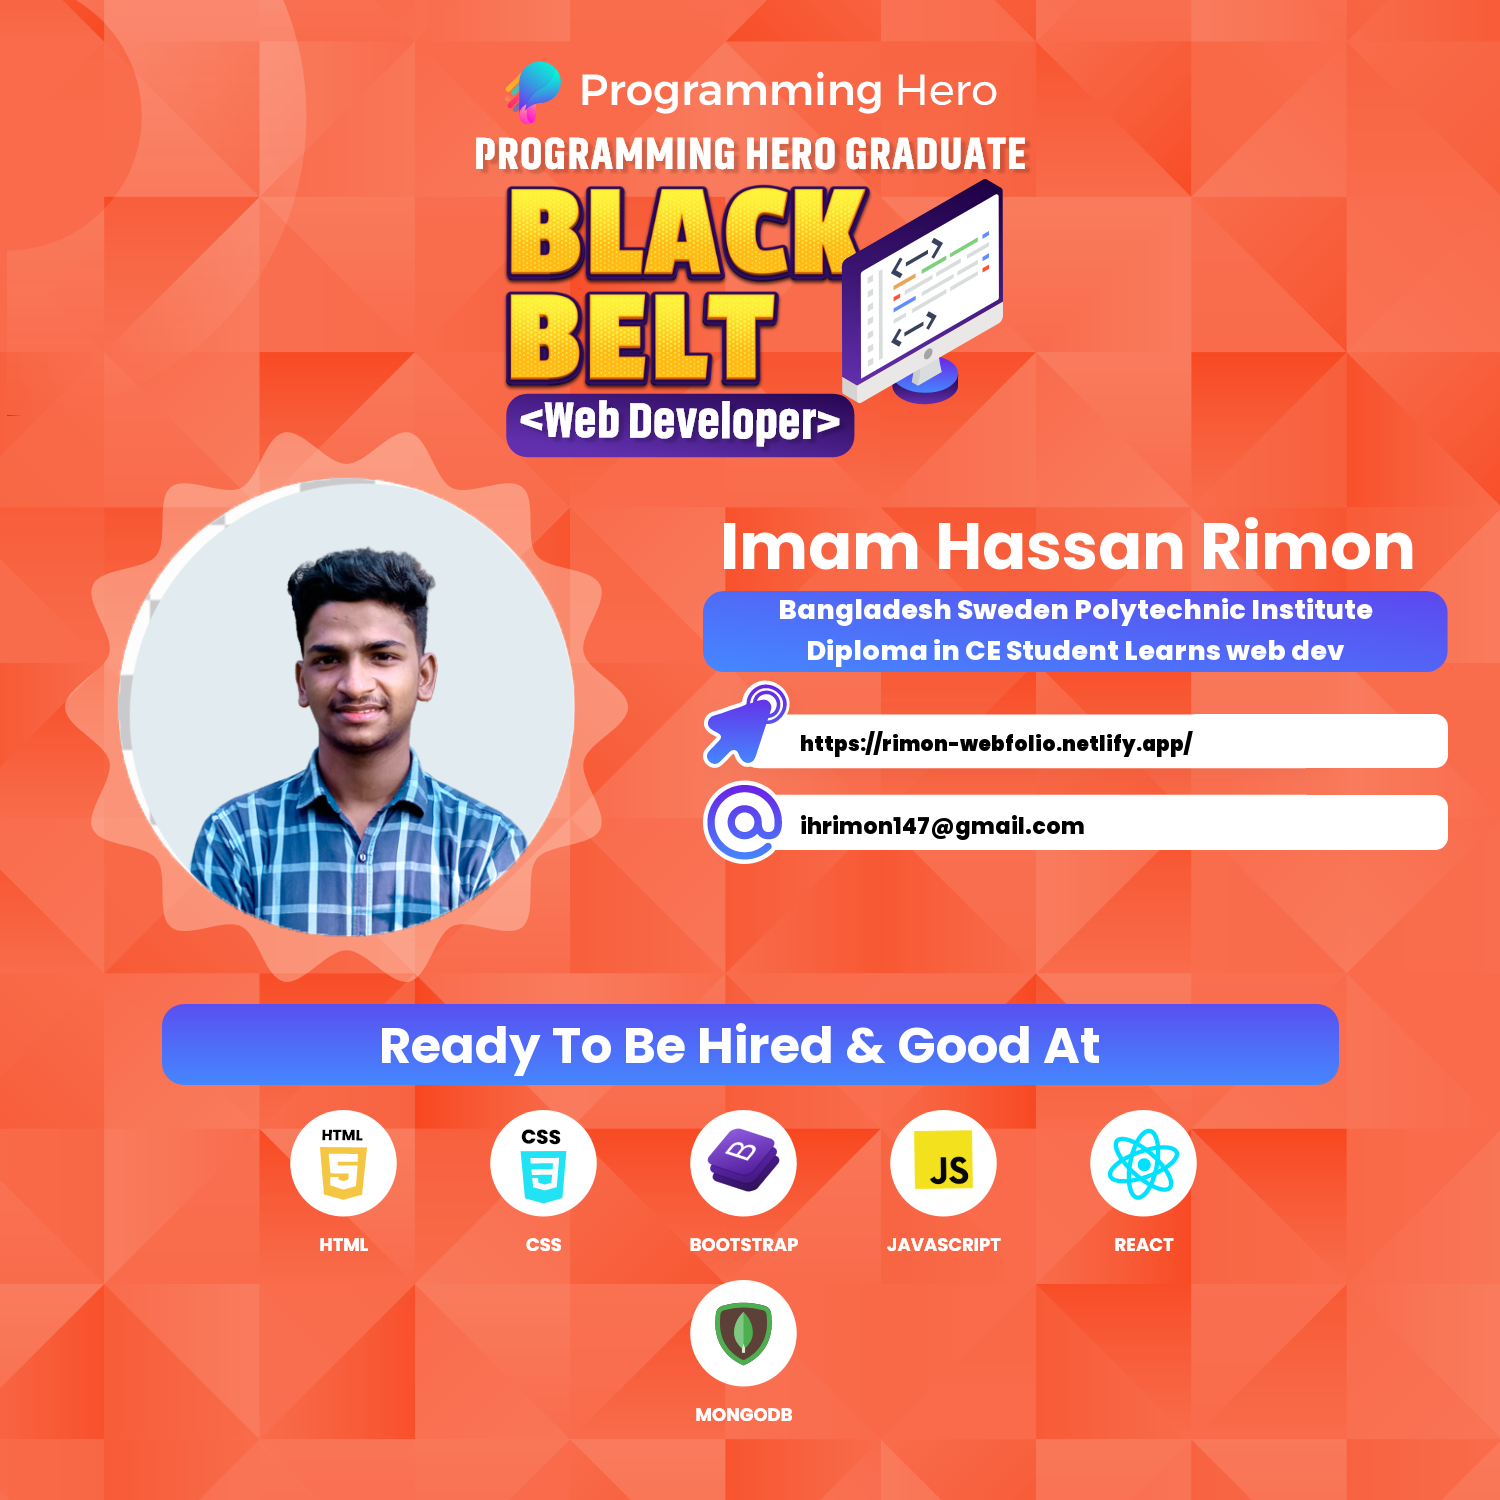 Programming Hero
PROGRAMMING HERO GRADUATE
BLACK
BELT
<Web Developer>
Imam Hassan Rimon
Bangladesh Sweden Polytechnic Institute
Diploma in CE Student Learns web dev
https://rimon-webfolio.netlify.app/
ihrimon147@gmail.com
Ready To Be Hired & Good At
HTML
CSS
B
JS
HTML
CSS
BOOTSTRAP
JAVASCRIPT
REACT
MONGODB